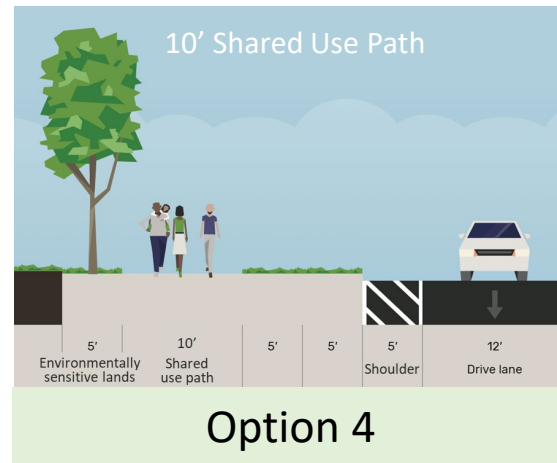 10’ Shared Use Path
5’ 10’ 5’ 5’ 5’ 12’
Environmentally sensitive lands
Shared use path
Shoulder
Drive lane
Option 4